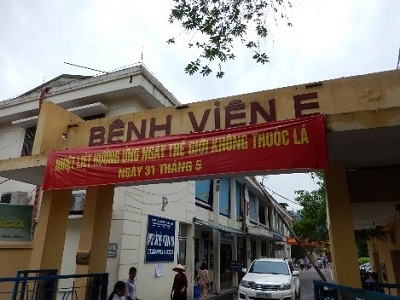 BỆNH VIỆN E
NHIỆT LIỆT HƯỞNG ỨNG NGÀY THẾ GIỚI KHÔNG THUỐC LÁ
NGÀY 31 THÁNG 5
P